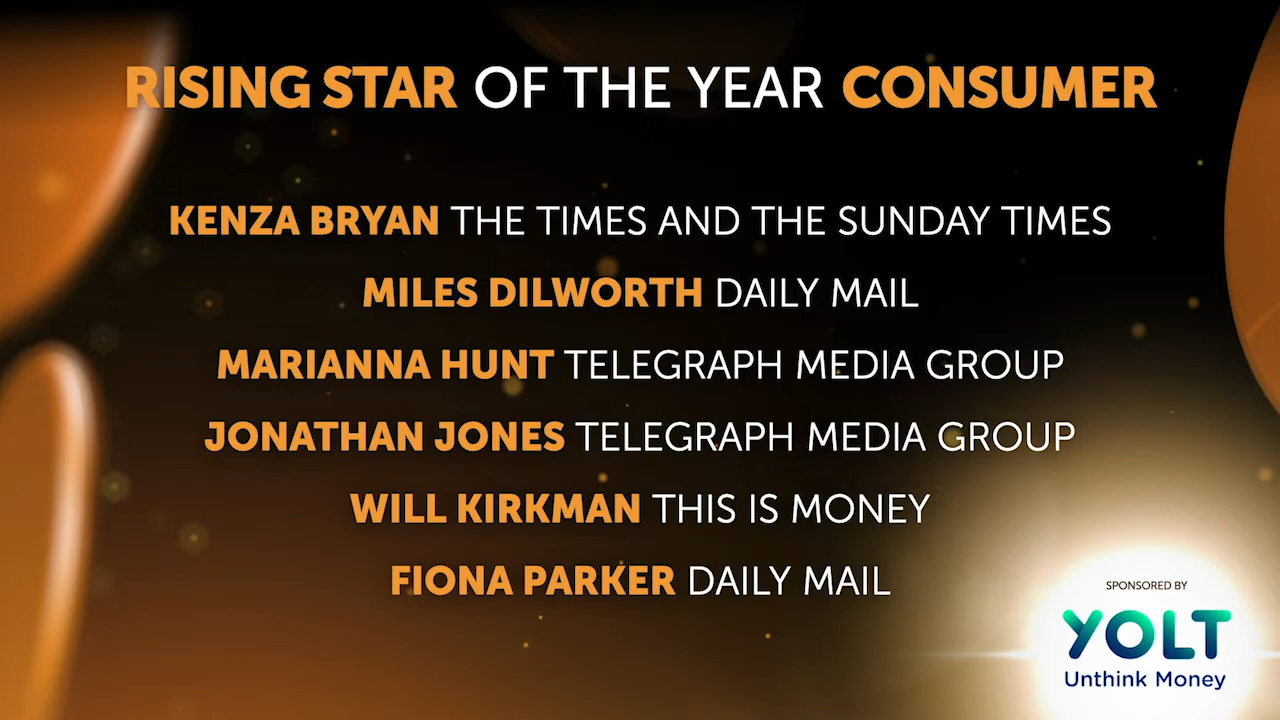 RISING STAR OF THE YEAR CONSUMER
KENZA BRYAN THE TIMES AND THE SUNDAY TIMES
MILES DILWORTH DAILY MAIL
MARIANNA HUNT TELEGRAPH MEDIA GROUP
JONATHAN JONES TELEGRAPH MEDIA GROUP
WILL KIRKMAN THIS IS MONEY
FIONA PARKER DAILY MAIL
SPONSORED BY
YOLT
Unthink Money